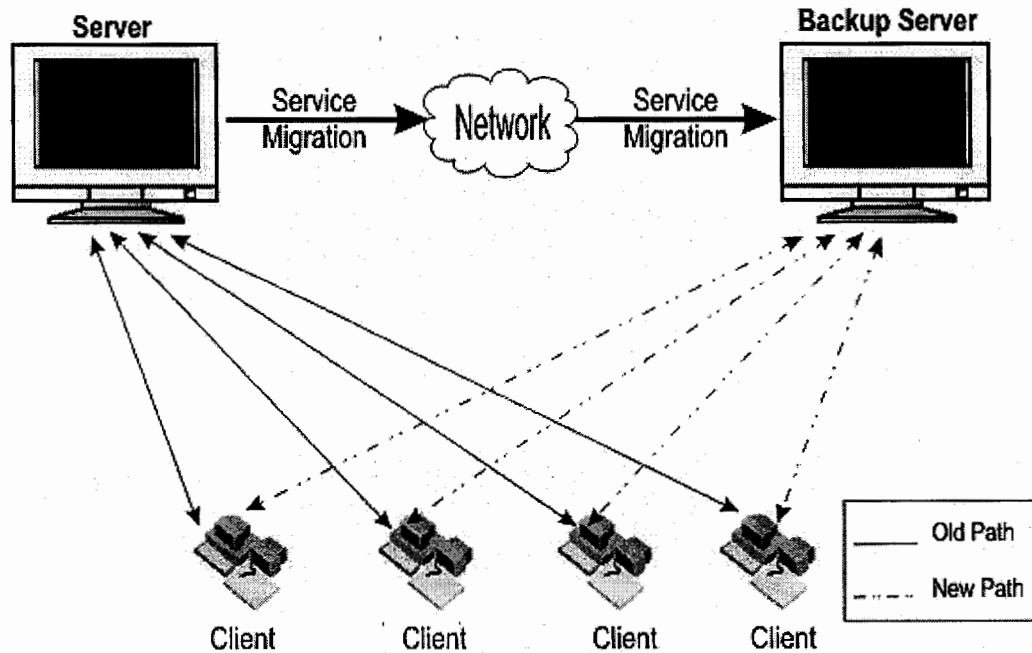 Server
Backup Server
Service
Migration
Network
Service
Migration
Client
Client
Client
Client
Old Path
New Path